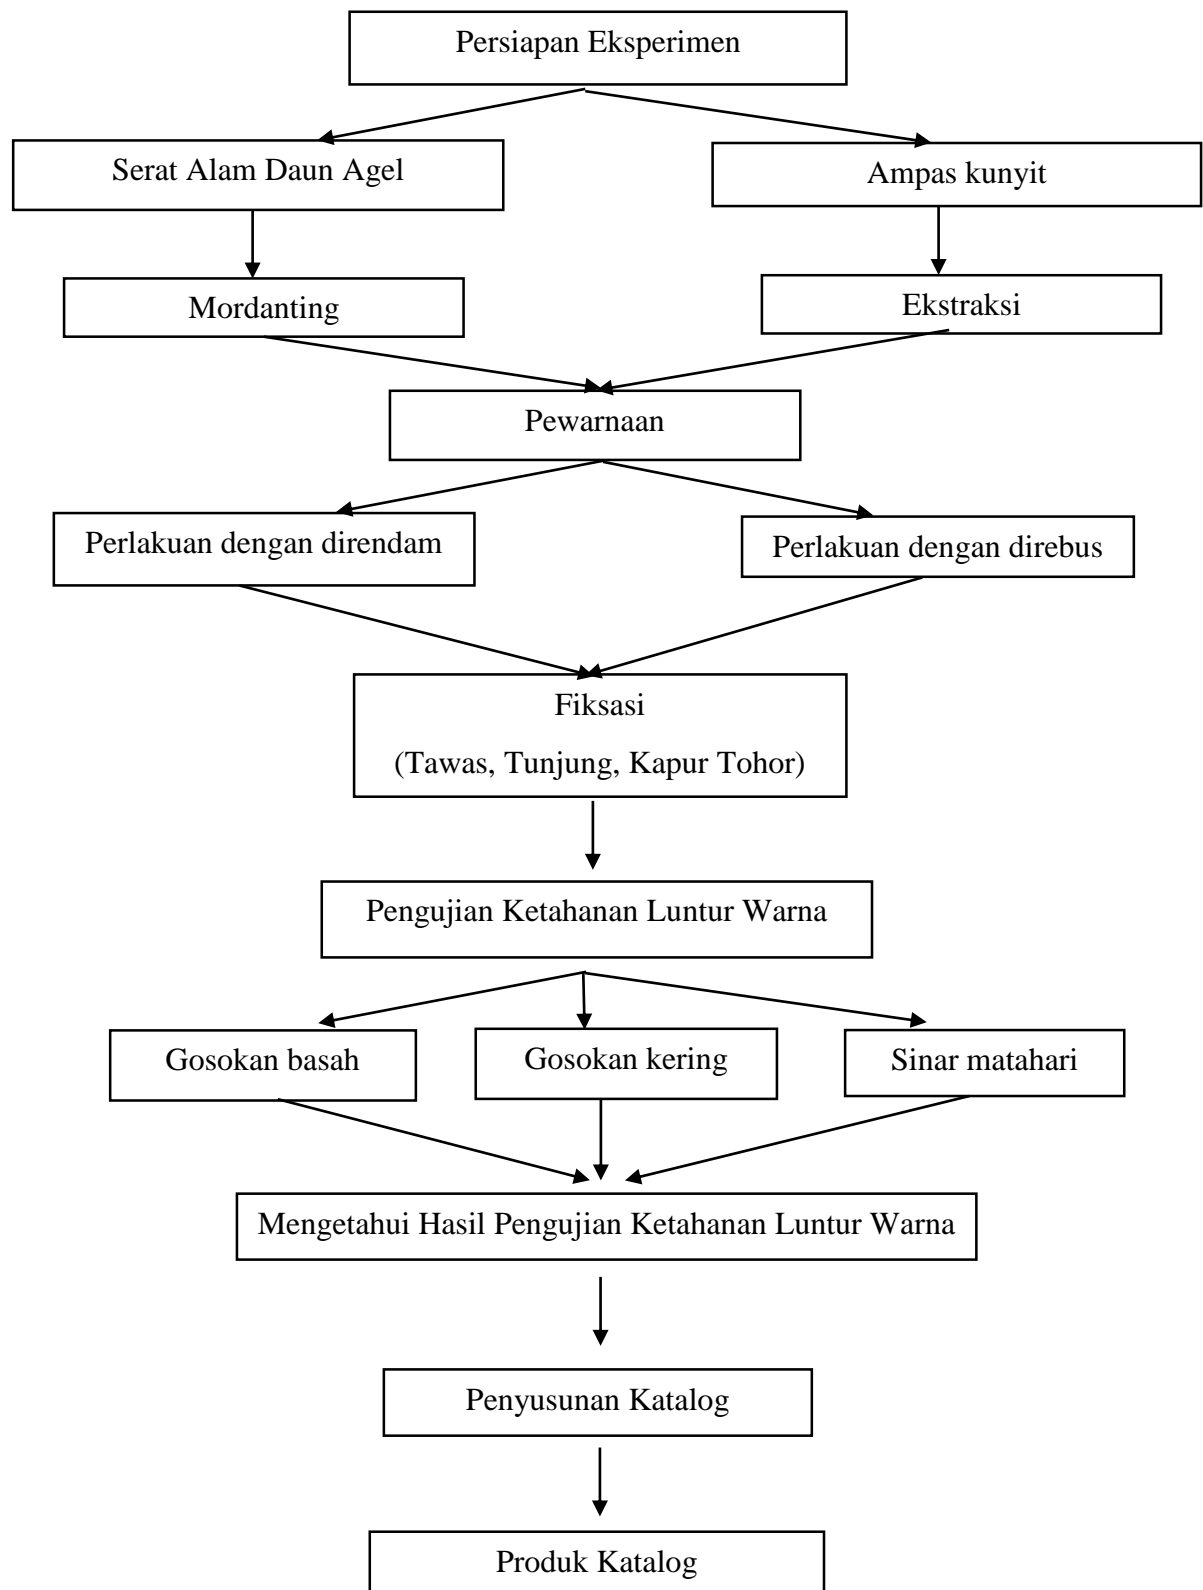 Persiapan Eksperimen
Serat Alam Daun Agel
Ampas kunyit
Mordanting
Ekstraksi
Pewarnaan
Perlakuan dengan direndam
Perlakuan dengan direbus
Fiksasi
(Tawas, Tunjung, Kapur Tohor)
Pengujian Ketahanan Luntur Warna
Gosokan basah
Gosokan kering
Sinar matahari
Mengetahui Hasil Pengujian Ketahanan Luntur Warna
Penyusunan Katalog
Produk Katalog